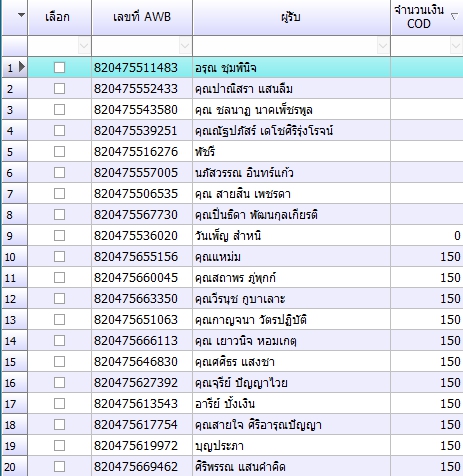 เลือก เลขที่ AWB ผู้รับ จำนวนเงิน COD
1 820475511483 อรุณ ชุมพินิจ
2 820475552433 คุณปาณิสรา แสนลิ่ม
3 820475543580 คุณ ชลนาฏ นาคเพ็ชรพูล
4 820475539251 คุณณัฐปภัสร์ เตโชศิริรุ่งโรจน์
5 820475516276 พัชรี
6 820475557005 นภัสวรรณ อินทร์แก้ว
7 820475506535 คุณ สายสิน เพชรดา
8 820475567730 คุณปิ่นธิดา พัฒนกุลเกียรติ
9 820475536020 วันเพ็ญ สำหนิ 0
10 820475655156 คุณแหม่ม 150
11 820475660045 คุณสถาพร ภู่พุกก์ 150
12 820475663350 คุณวีรนุช กูบาเลาะ 150
13 820475651063 คุณกาญจนา วัตรปฏิบัติ 150
14 820475666113 คุณ เยาวนิจ หอมเกตุ 150
15 820475646830 คุณศศิธร แสงชา 150
16 820475627392 คุณจุรีย์ ปัญญาไวย 150
17 820475613543 อารีย์ บั้งเงิน 150
18 820475617754 คุณสายใจ ศิริอารุณปัญญา 150
19 820475619972 บุญประภา 150
20 820475669462 ศิริพรรณ แสนคำคิด 150